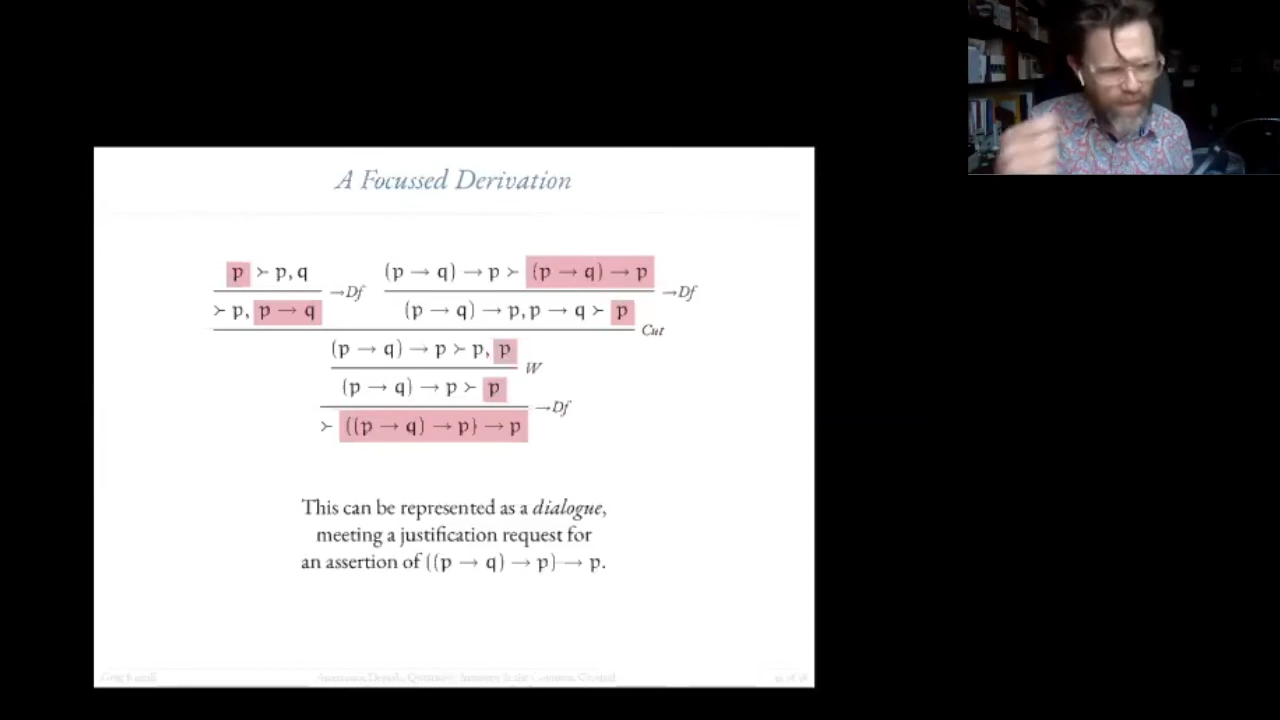 A Focussed Derivation
p ≻ p, q (p → q) → p ≻ (p → q) → p
→Df →Df
≻ p, p → q (p → q) → p, p → q ≻ p
Cut
(p → q) → p ≻ p, p
W
(p → q) → p ≻ p
→Df
≻ ((p → q) → p) → p
This can be represented as a dialogue,
meeting a justification request for
an assertion of ((p → q) → p) → p.